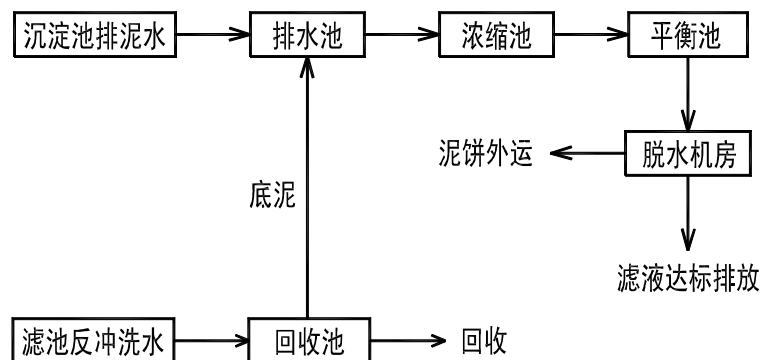 沉淀池排泥水
排水池
浓缩池
平衡池
泥饼外运
脱水机房
底泥
滤液达标排放
滤池反冲洗水
回收池
回收